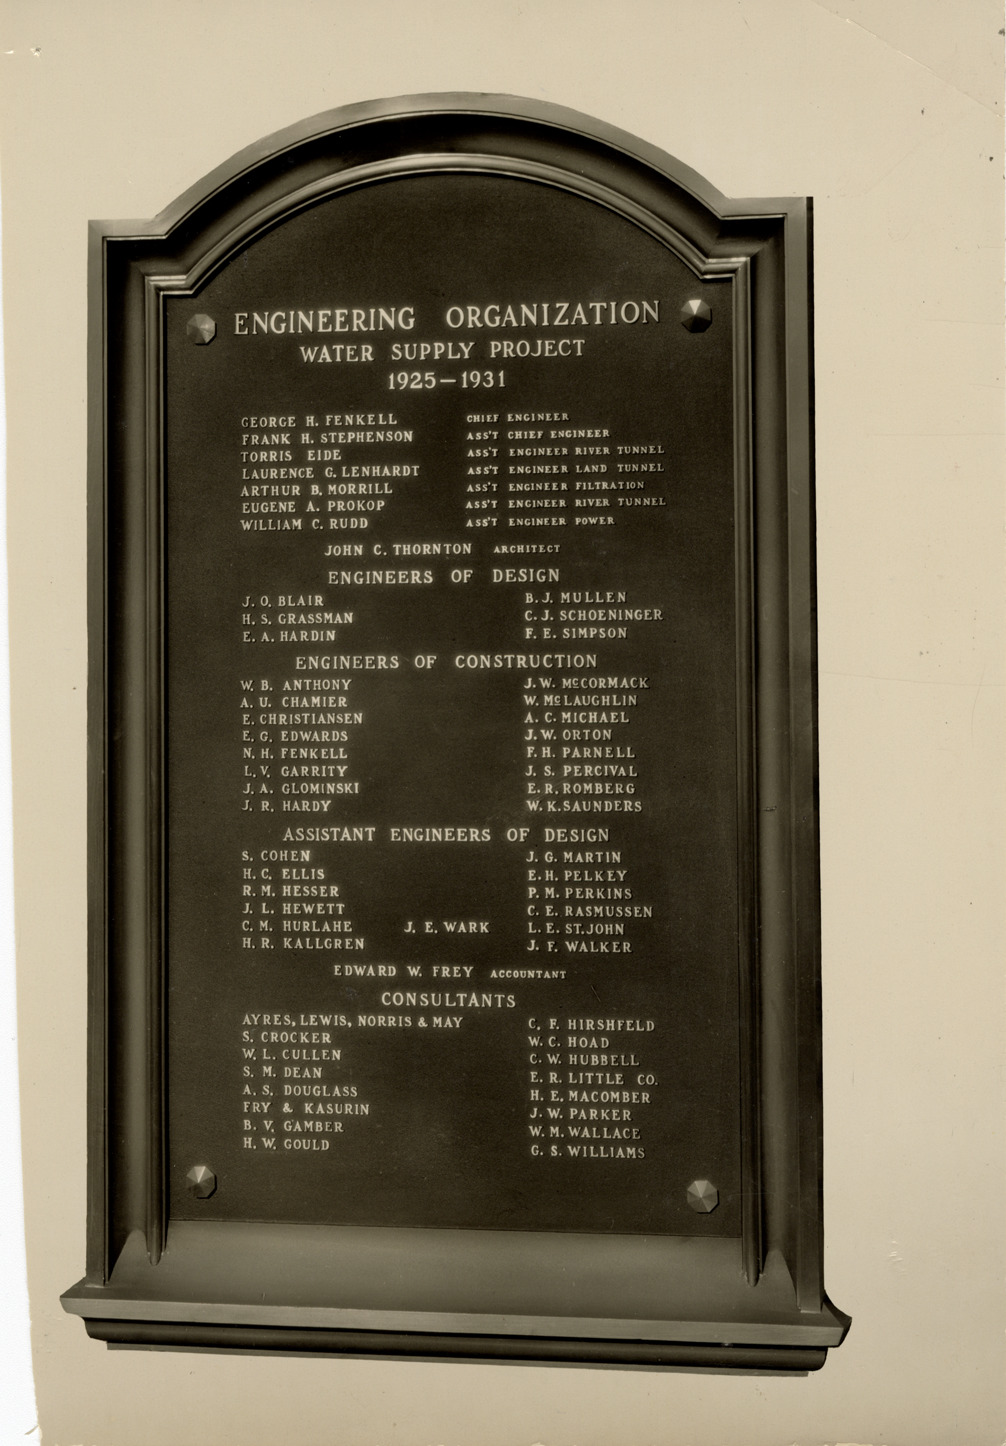 ENGINEERING ORGANIZATION
WATER SUPPLY PROJECT
1925–1931
GEORGE H. FENKELL CHIEF ENGINEER
FRANK H. STEPHENSON ASS'T CHIEF ENGINEER
TORRIS EIDE ASS'T ENGINEER RIVER TUNNEL
LAURENCE G. LENHARDT ASS'T ENGINEER LAND TUNNEL
ARTHUR B. MORRILL ASS'T ENGINEER FILTRATION
EUGENE A. PROKOP ASS'T ENGINEER RIVER TUNNEL
WILLIAM C. RUDD ASS'T ENGINEER POWER
JOHN C. THORNTON ARCHITECT
ENGINEERS OF DESIGN
J. O. BLAIR B. J. MULLEN
H. S. GRASSMAN C. J. SCHOENINGER
E. A. HARDIN F. E. SIMPSON
ENGINEERS OF CONSTRUCTION
W. B. ANTHONY J. W. McCORMACK
A. U. CHAMIER W. McLAUGHLIN
E. CHRISTIANSEN A. C. MICHAEL
E. G. EDWARDS J. W. ORTON
N. H. FENKELL F. H. PARNELL
L. V. GARRITY J. S. PERCIVAL
J. A. GLOMINSKI E. R. ROMBERG
J. R. HARDY W. K. SAUNDERS
ASSISTANT ENGINEERS OF DESIGN
S. COHEN J. G. MARTIN
H. C. ELLIS E. H. PELKEY
R. M. HESSER P. M. PERKINS
J. L. HEWETT C. E. RASMUSSEN
C. M. HURLAHE J. E. WARK L. E. ST. JOHN
H. R. KALLGREN J. F. WALKER
EDWARD W. FREY ACCOUNTANT
CONSULTANTS
AYRES, LEWIS, NORRIS & MAY C. F. HIRSHFELD
S. CROCKER W. C. HOAD
W. L. CULLEN C. W. HUBBELL
S. M. DEAN E. R. LITTLE CO.
A. S. DOUGLASS H. E. MACOMBER
FRY & KASURIN J. W. PARKER
B. V. GAMBER W. M. WALLACE
H. W. GOULD G. S. WILLIAMS